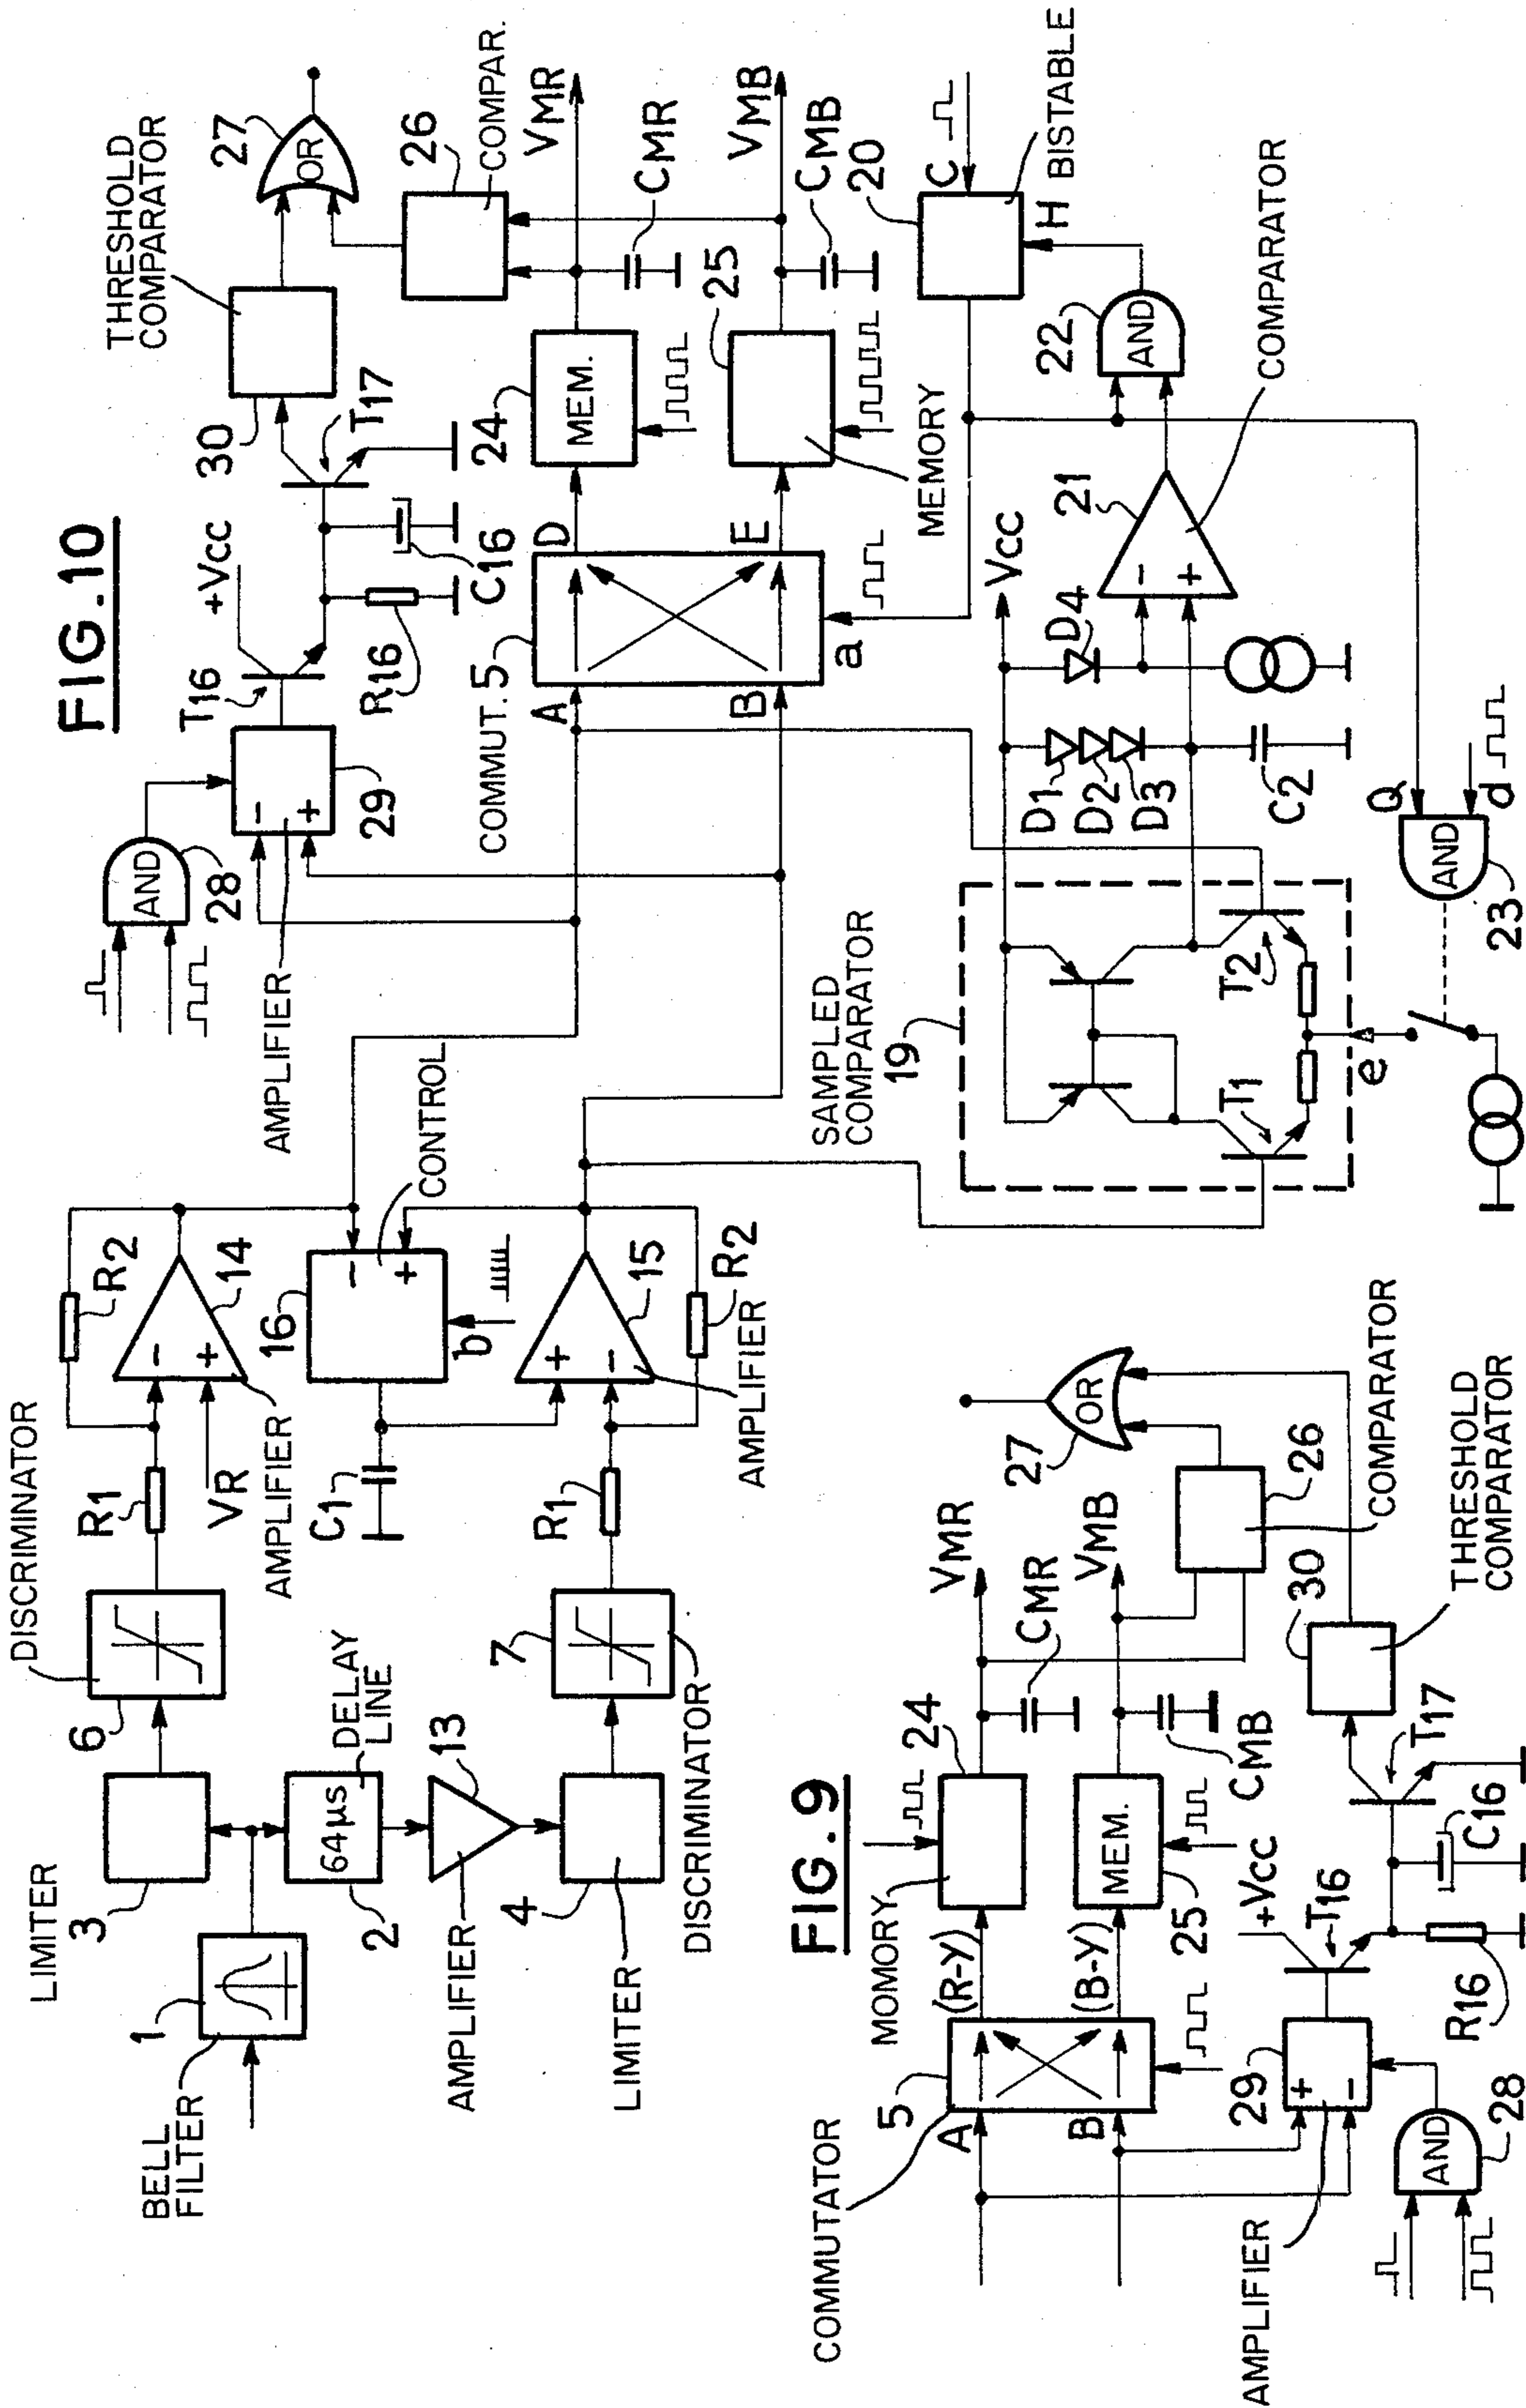 FIG.10
BELL
FILTER
1
LIMITER
3
2
64µs
DELAY
LINE
AMPLIFIER
13
4
LIMITER
DISCRIMINATOR
6
7
DISCRIMINATOR
R1
VR
AMPLIFIER
R2
14
C1
16
CONTROL
b
R1
15
R2
AMPLIFIER
AND
28
AMPLIFIER
-
+
29
T16
+Vcc
R16
C16
T17
30
THRESHOLD
COMPARATOR
OR
27
26
COMPAR.
COMMUT.
5
A
B
D
E
a
24
MEM.
25
MEMORY
CMR
VMR
CMB
VMB
20
C
H
BISTABLE
SAMPLED
COMPARATOR
19
T1
T2
e
Vcc
D1
D2
D3
D4
C2
21
-
+
COMPARATOR
22
AND
Q
d
AND
23
FIG.9
COMMUTATOR
5
A
B
(R-Y)
(B-Y)
MOMORY
24
MEM.
25
CMR
VMR
CMB
VMB
26
COMPARATOR
27
OR
AMPLIFIER
29
+
-
AND
28
+Vcc
T16
R16
C16
T17
30
THRESHOLD
COMPARATOR